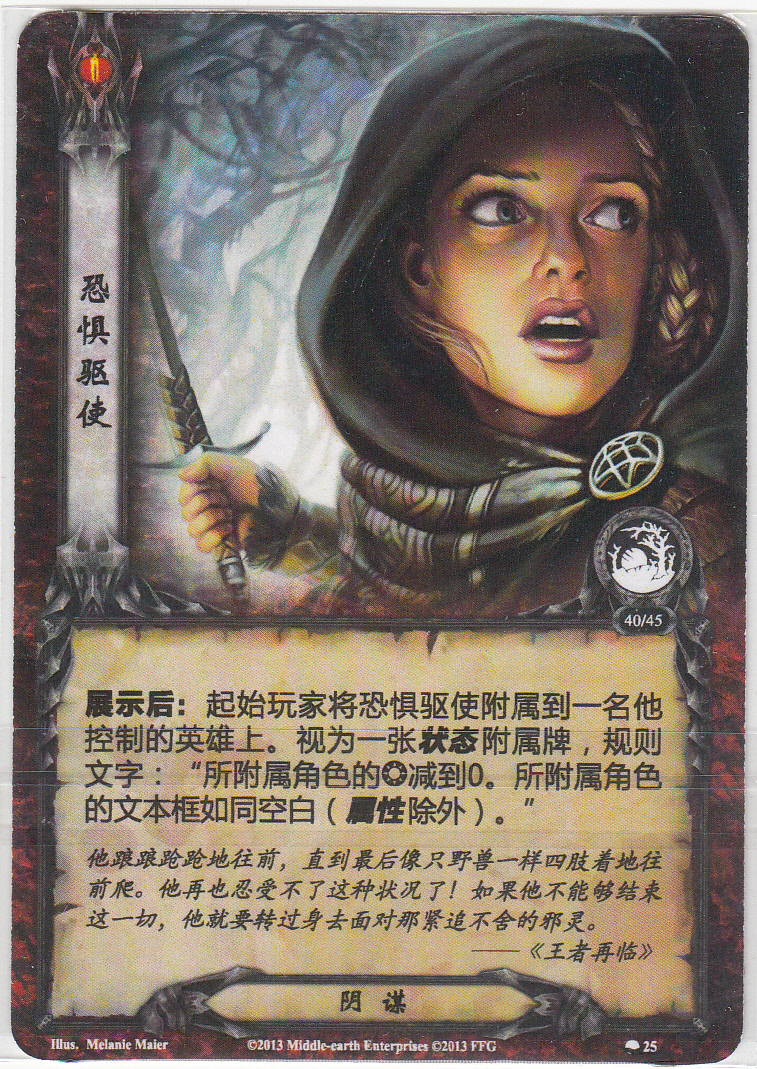 恐惧驱使
40/45
展示后：起始玩家将恐惧驱使附属到一名他
控制的英雄上。视为一张状态附属牌，规则
文字：“所附属角色的减到0。所附属角色
的文本框如同空白（属性除外）。”
他踉踉跄跄地往前，直到最后像只野兽一样四肢着地往
前爬。他再也忍受不了这种状况了！如果他不能够结束
这一切，他就要转过身去面对那紧追不舍的邪灵。
——《王者再临》
阴谋
Illus. Melanie Maier
©2013 Middle-earth Enterprises ©2013 FFG
25